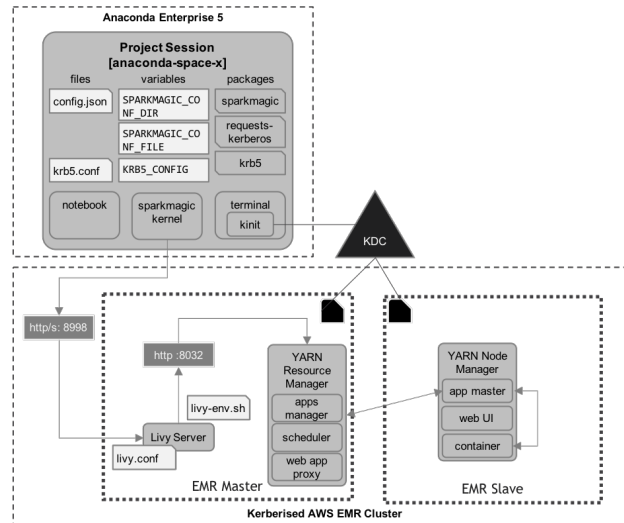 Anaconda Enterprise 5
Project Session
[anaconda-space-x]
files
variables
packages
config.json
SPARKMAGIC_CO
NF_DIR
sparkmagic
SPARKMAGIC_CO
NF_FILE
requests-
kerberos
krb5.conf
KRB5_CONFIG
krb5
notebook
sparkmagic
kernel
terminal
kinit
KDC
http/s: 8998
http :8032
YARN
Resource
Manager
apps
manager
scheduler
web app
proxy
livy-env.sh
Livy Server
livy.conf
EMR Master
YARN Node
Manager
app master
web UI
container
EMR Slave
Kerberised AWS EMR Cluster